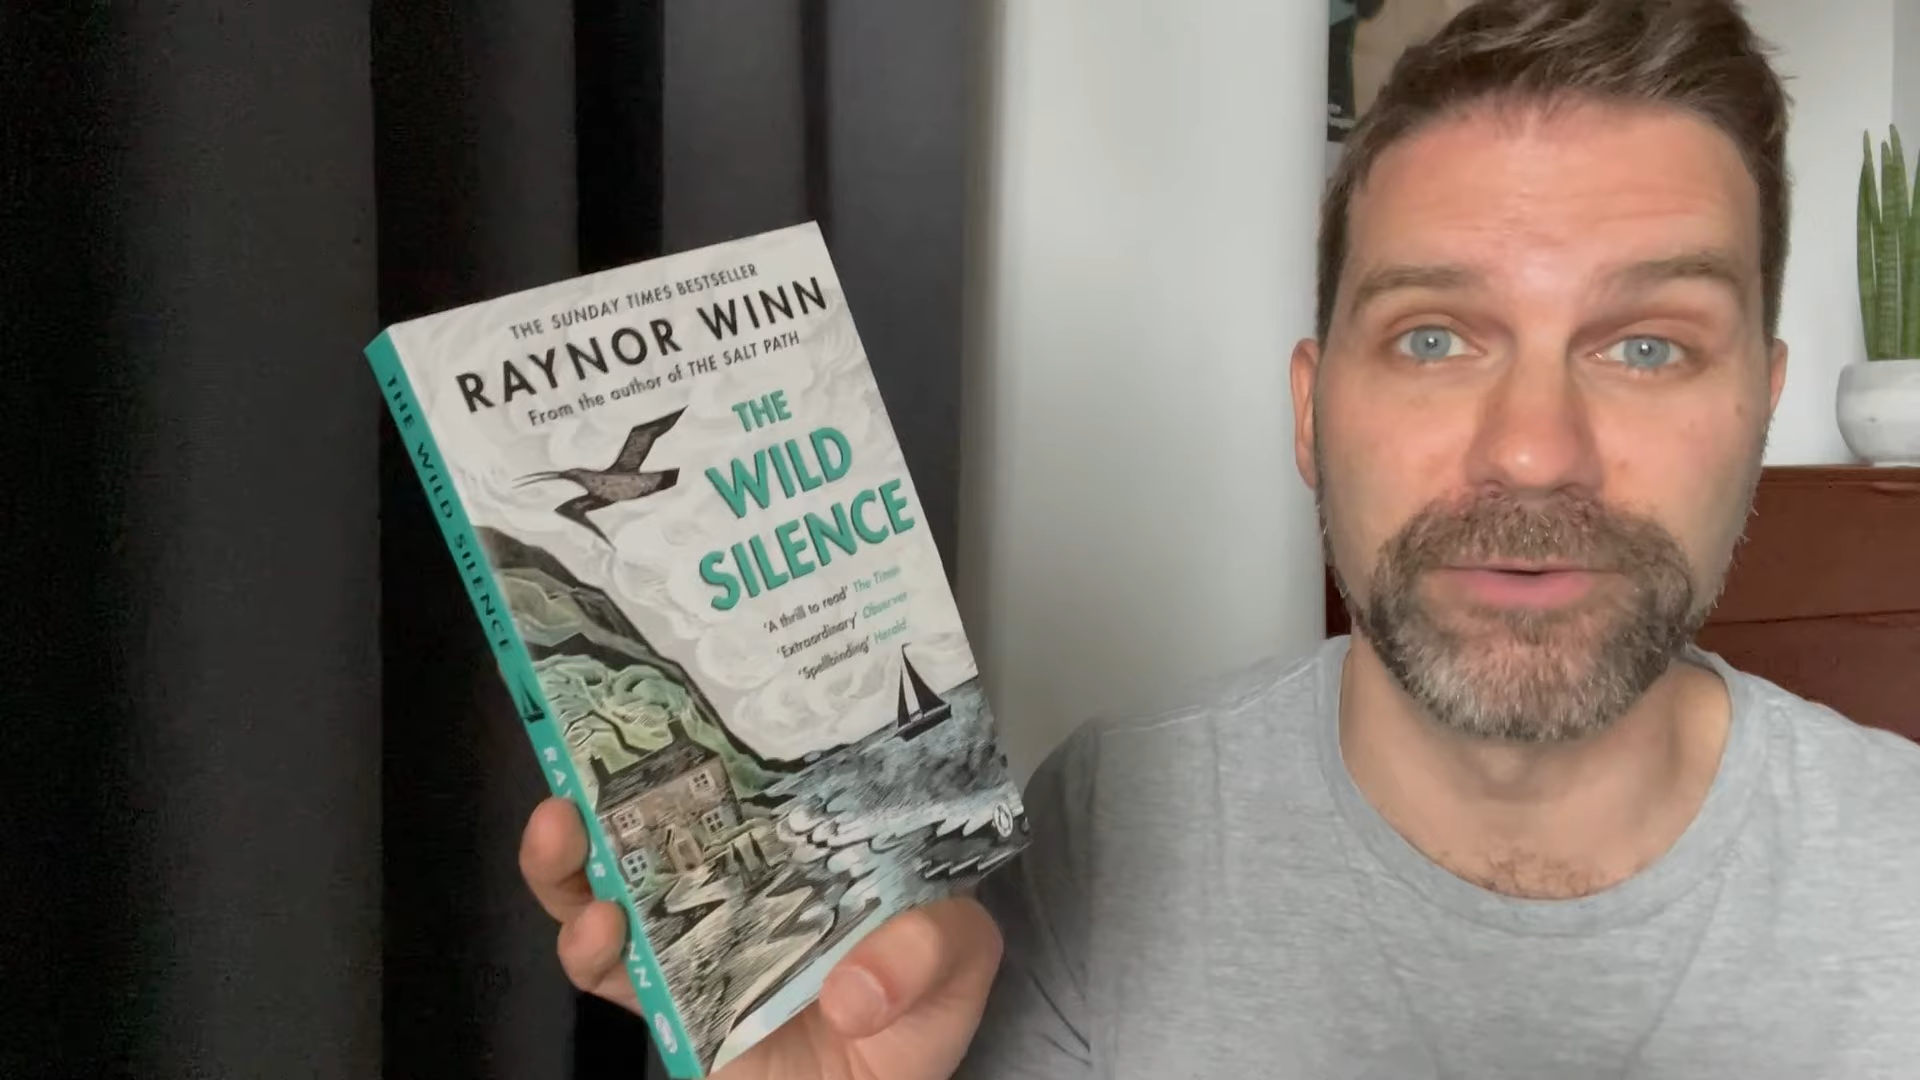 THE SUNDAY TIMES BESTSELLER
RAYNOR WINN
From the author of THE SALT PATH
THE
WILD
SILENCE
'A thrill to read' The Times
'Extraordinary' Observer
'Spellbinding' Herald
THE WILD SILENCE